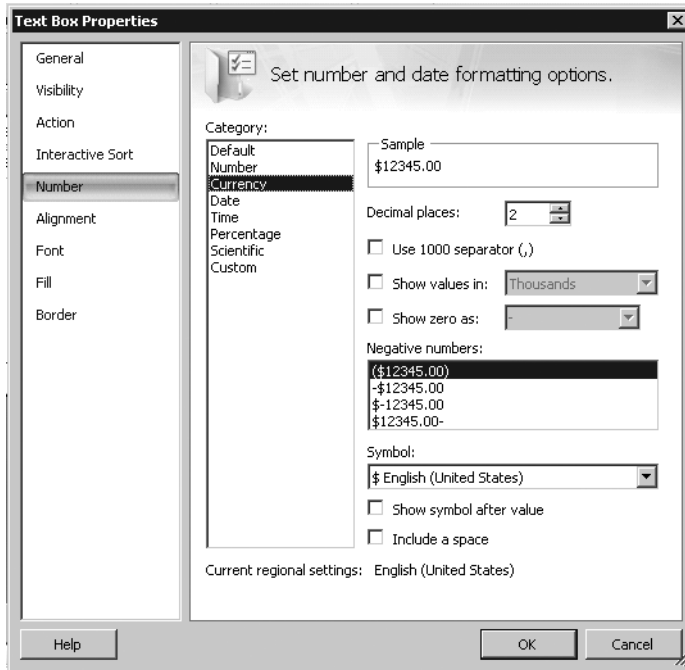 Text Box Properties
General
Visibility
Action
Interactive Sort
Number
Alignment
Font
Fill
Border
Set number and date formatting options.
Category:
Default
Number
Currency
Date
Time
Percentage
Scientific
Custom
Sample
$12345.00
Decimal places: 2
Use 1000 separator (,)
Show values in: Thousands
Show zero as: -
Negative numbers:
($12345.00)
-$12345.00
$-12345.00
$12345.00-
Symbol:
$ English (United States)
Show symbol after value
Include a space
Current regional settings: English (United States)
Help
OK
Cancel